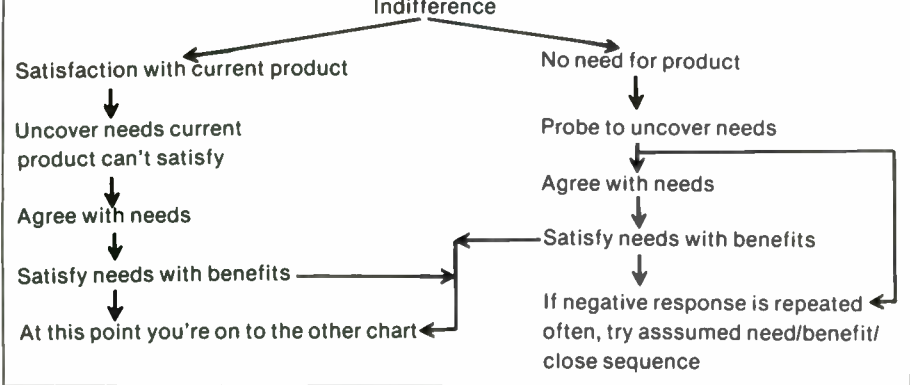 Indifference
Satisfaction with current product
Uncover needs current
product can't satisfy
Agree with needs
Satisfy needs with benefits
At this point you're on to the other chart
No need for product
Probe to uncover needs
Agree with needs
Satisfy needs with benefits
If negative response is repeated
often, try asssumed need/benefit/
close sequence